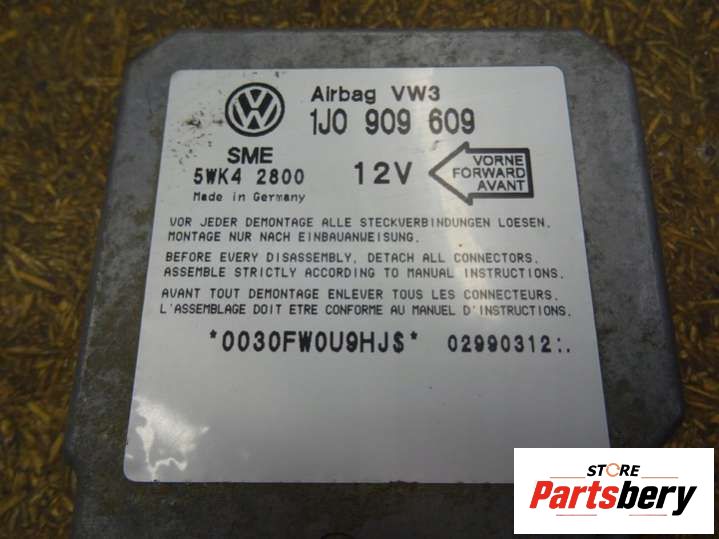 Airbag VW3
1J0 909 609
SME
5WK4 2800
12V
VORNE
FORWARD
AVANT
Made in Germany
VOR JEDER DEMONTAGE ALLE STECKVERBINDUNGEN LOESEN.
MONTAGE NUR NACH EINBAUANWEISUNG.
BEFORE EVERY DISASSEMBLY, DETACH ALL CONNECTORS.
ASSEMBLE STRICTLY ACCORDING TO MANUAL INSTRUCTIONS.
AVANT TOUT DEMONTAGE ENLEVER TOUS LES CONNECTEURS.
L'ASSEMBLAGE DOIT ETRE CONFORME AU MANUEL D'INSTRUCTIONS.
*0030FW0U9HJS*
02990312:.
STORE
Partsbery